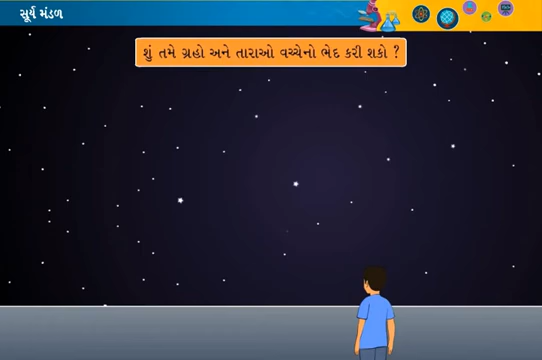 સૂર્ય મંડળ
શું તમે ગ્રહો અને તારાઓ વચ્ચેનો ભેદ કરી શકો ?